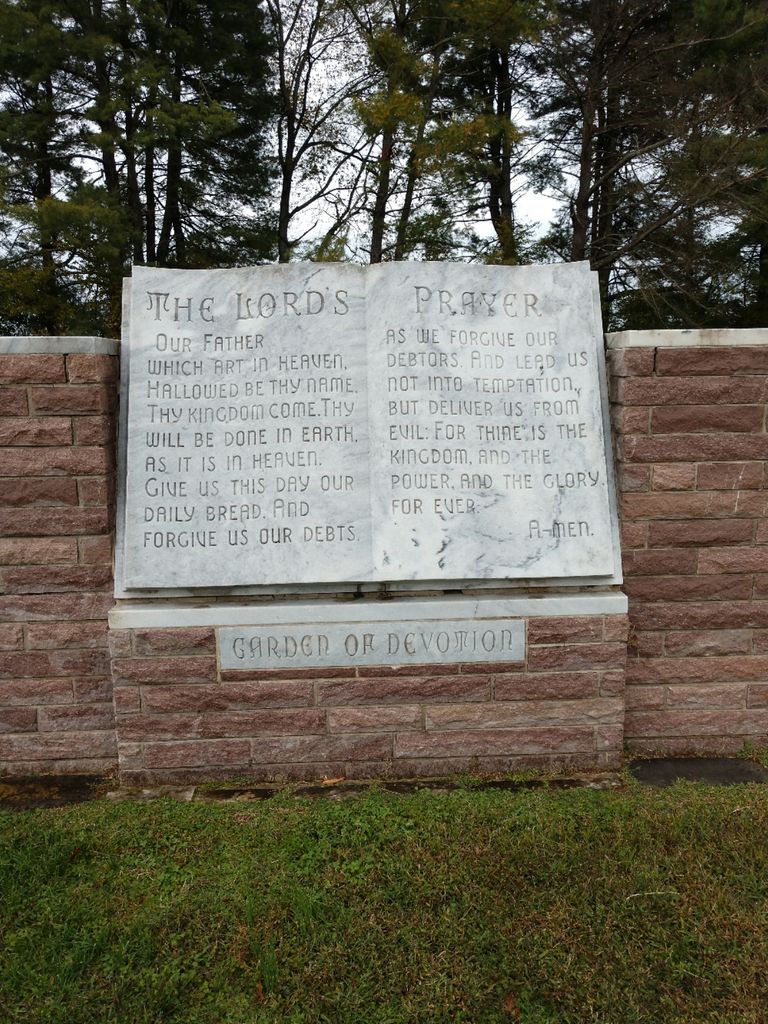 THE LORD'S PRAYER
OUR FATHER
WHICH ART IN HEAVEN,
HALLOWED BE THY NAME.
THY KINGDOM COME. THY
WILL BE DONE IN EARTH,
AS IT IS IN HEAVEN.
GIVE US THIS DAY OUR
DAILY BREAD. AND
FORGIVE US OUR DEBTS,
AS WE FORGIVE OUR
DEBTORS. AND LEAD US
NOT INTO TEMPTATION,
BUT DELIVER US FROM
EVIL: FOR THINE IS THE
KINGDOM, AND THE
POWER, AND THE GLORY,
FOR EVER.
A-MEN.
GARDEN OF DEVOTION